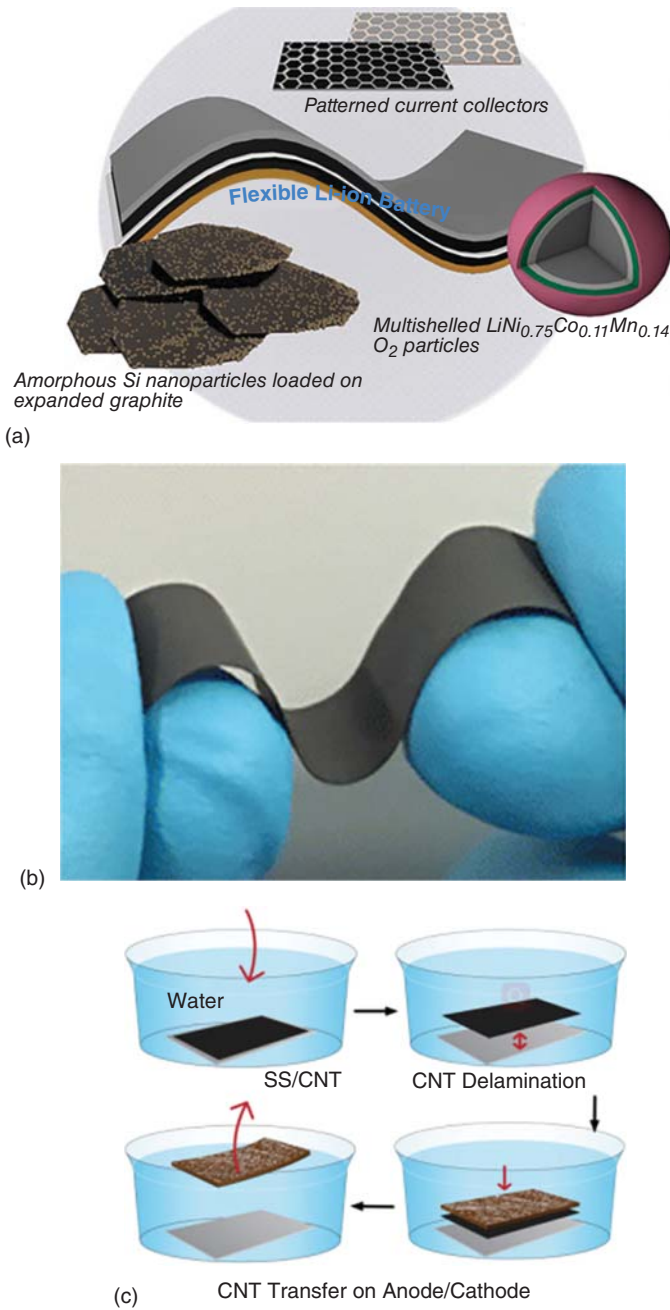 Patterned current collectors
Flexible Li-ion Battery
Multishelled LiNi0.75Co0.11Mn0.14
O2 particles
Amorphous Si nanoparticles loaded on
expanded graphite
(a)
(b)
Water
SS/CNT
CNT Delamination
CNT Transfer on Anode/Cathode
(c)